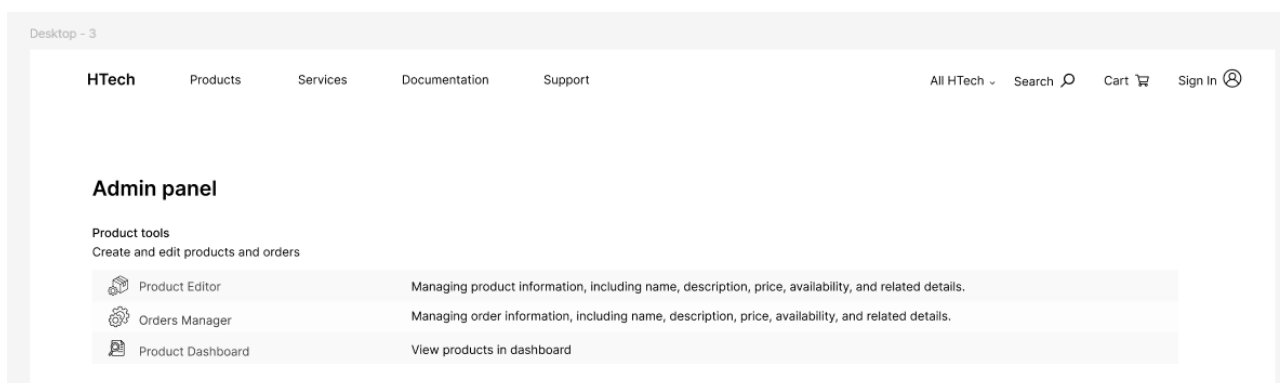 Desktop - 3
HTech Products Services Documentation Support All HTech Search Cart Sign In
Admin panel
Product tools
Create and edit products and orders
Product Editor Managing product information, including name, description, price, availability, and related details.
Orders Manager Managing order information, including name, description, price, availability, and related details.
Product Dashboard View products in dashboard